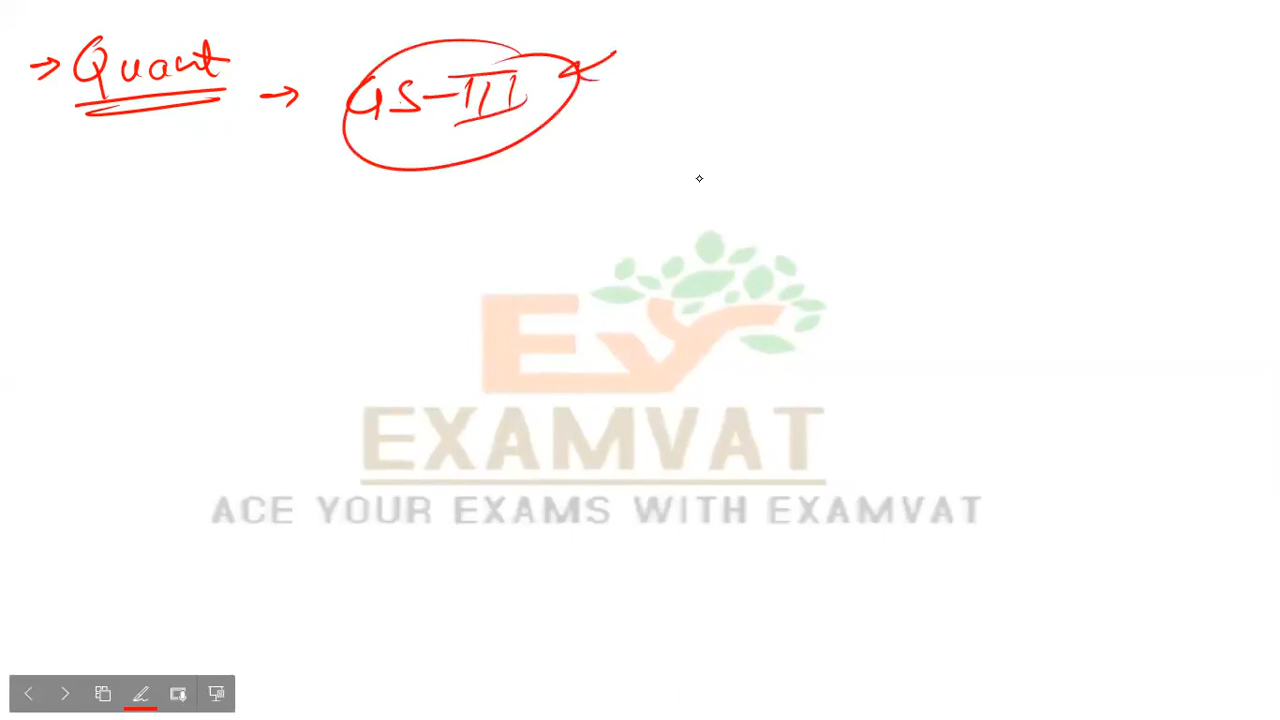 → Quant → GS-III
EXAMVAT
ACE YOUR EXAMS WITH EXAMVAT